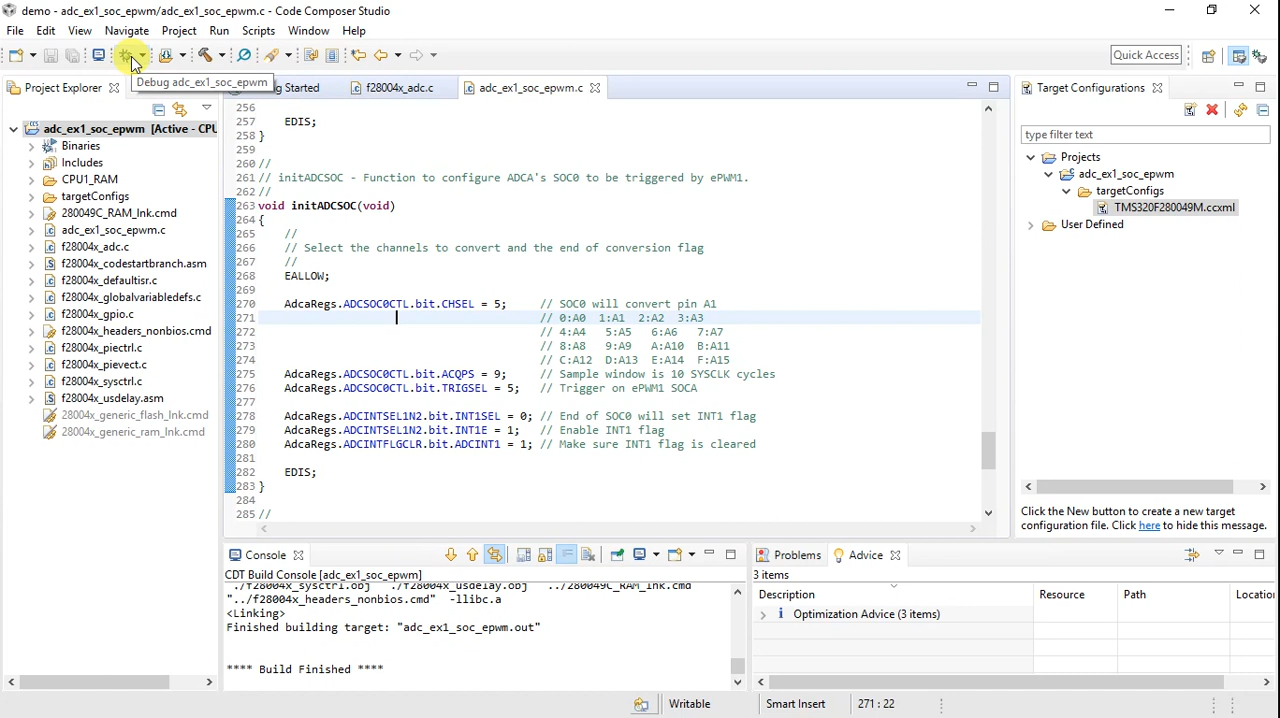 demo - adc_ex1_soc_epwm/adc_ex1_soc_epwm.c - Code Composer Studio
File Edit View Navigate Project Run Scripts Window Help
Quick Access
Debug adc_ex1_soc_epwm
Project Explorer
g Started f28004x_adc.c adc_ex1_soc_epwm.c
Target Configurations
type filter text
adc_ex1_soc_epwm [Active - CPU
Binaries
Includes
CPU1_RAM
targetConfigs
280049C_RAM_lnk.cmd
adc_ex1_soc_epwm.c
f28004x_adc.c
f28004x_codestartbranch.asm
f28004x_defaultisr.c
f28004x_globalvariabledefs.c
f28004x_gpio.c
f28004x_headers_nonbios.cmd
f28004x_piectrl.c
f28004x_pievect.c
f28004x_sysctrl.c
f28004x_usdelay.asm
28004x_generic_flash_lnk.cmd
28004x_generic_ram_lnk.cmd
256
257 EDIS;
258 }
259
260 //
261 // initADCSOC - Function to configure ADCA's SOC0 to be triggered by ePWM1.
262 //
263 void initADCSOC(void)
264 {
265 //
266 // Select the channels to convert and the end of conversion flag
267 //
268 EALLOW;
269
270 AdcaRegs.ADCSOC0CTL.bit.CHSEL = 5; // SOC0 will convert pin A1
271 // 0:A0 1:A1 2:A2 3:A3
272 // 4:A4 5:A5 6:A6 7:A7
273 // 8:A8 9:A9 A:A10 B:A11
274 // C:A12 D:A13 E:A14 F:A15
275 AdcaRegs.ADCSOC0CTL.bit.ACQPS = 9; // Sample window is 10 SYSCLK cycles
276 AdcaRegs.ADCSOC0CTL.bit.TRIGSEL = 5; // Trigger on ePWM1 SOCA
277
278 AdcaRegs.ADCINTSEL1N2.bit.INT1SEL = 0; // End of SOC0 will set INT1 flag
279 AdcaRegs.ADCINTSEL1N2.bit.INT1E = 1; // Enable INT1 flag
280 AdcaRegs.ADCINTFLGCLR.bit.ADCINT1 = 1; // Make sure INT1 flag is cleared
281
282 EDIS;
283 }
284
285 //
Projects
adc_ex1_soc_epwm
targetConfigs
TMS320F280049M.ccxml
User Defined
Click the New button to create a new target
configuration file. Click here to hide this message.
Console
CDT Build Console [adc_ex1_soc_epwm]
"./f28004x_sysctrl.obj" "./f28004x_usdelay.obj" "../280049C_RAM_lnk.cmd"
"../f28004x_headers_nonbios.cmd" -llibc.a
<Linking>
Finished building target: "adc_ex1_soc_epwm.out"
**** Build Finished ****
Problems Advice
3 items
Description Resource Path Locatio
Optimization Advice (3 items)
Writable Smart Insert 271 : 22